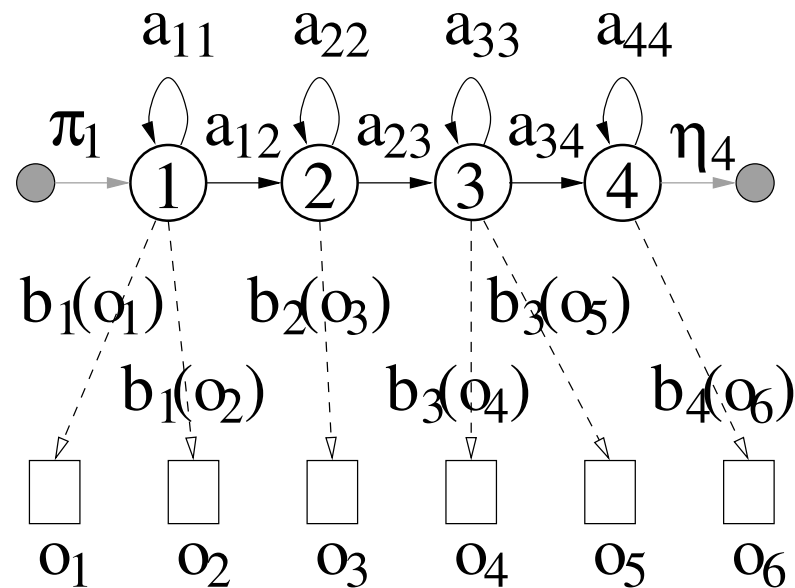 a₁₁ a₂₂ a₃₃ a₄₄
π₁ a₁₂ a₂₃ a₃₄ η₄
1 2 3 4
b₁(o₁) b₂(o₃) b₃(o₅)
b₁(o₂) b₃(o₄) b₄(o₆)
o₁ o₂ o₃ o₄ o₅ o₆